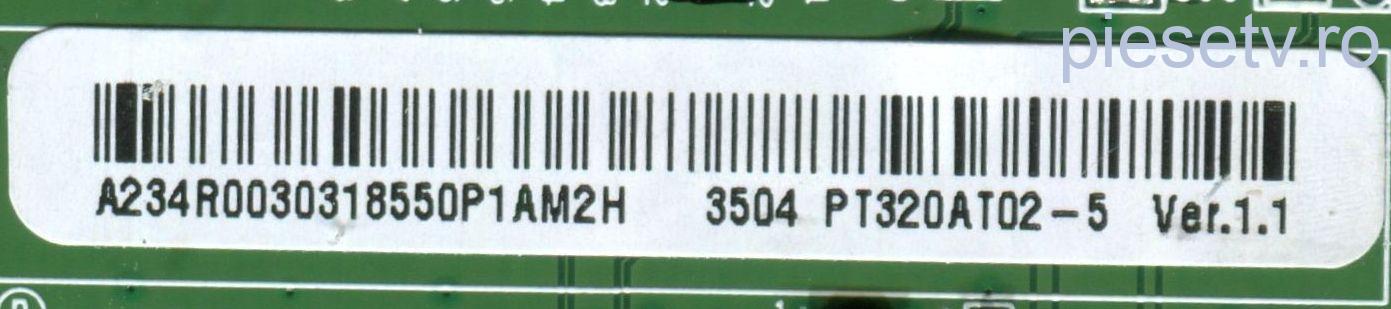 piesetv.ro
A234R0030318550P1AM2H 3504 PT320AT02-5 Ver.1.1